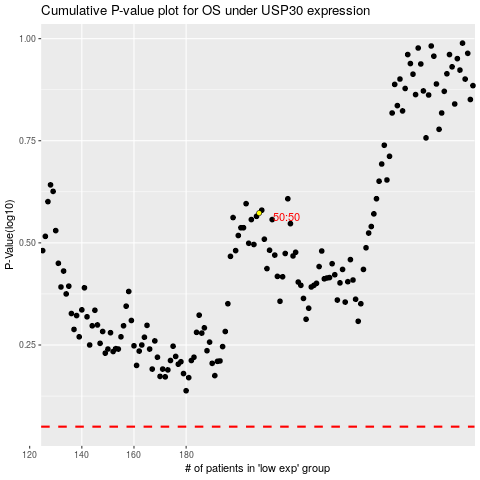 Cumulative P-value plot for OS under USP30 expression
1.00
0.75
0.50
0.25
P-Value(log10)
50:50
120 140 160 180
# of patients in 'low exp' group